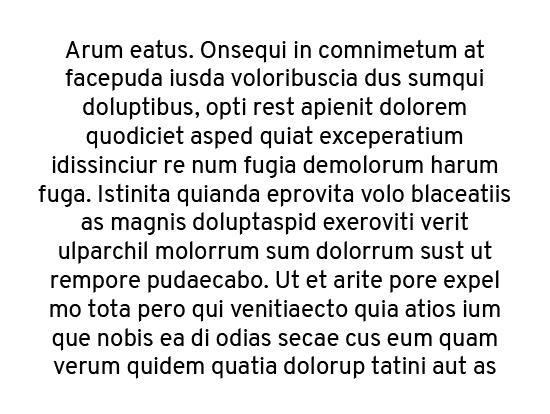 Arum eatus. Onsequi in comnimetum at
facepuda iusda voloribuscia dus sumqui
doluptibus, opti rest apienit dolorem
quodiciet asped quiat exceperatium
idissinciur re num fugia demolorum harum
fuga. Istinita quianda eprovita volo blaceatiis
as magnis doluptaspid exeroviti verit
ulparchil molorrum sum dolorrum sust ut
rempore pudaecabo. Ut et arite pore expel
mo tota pero qui venitiaecto quia atios ium
que nobis ea di odias secae cus eum quam
verum quidem quatia dolorup tatini aut as